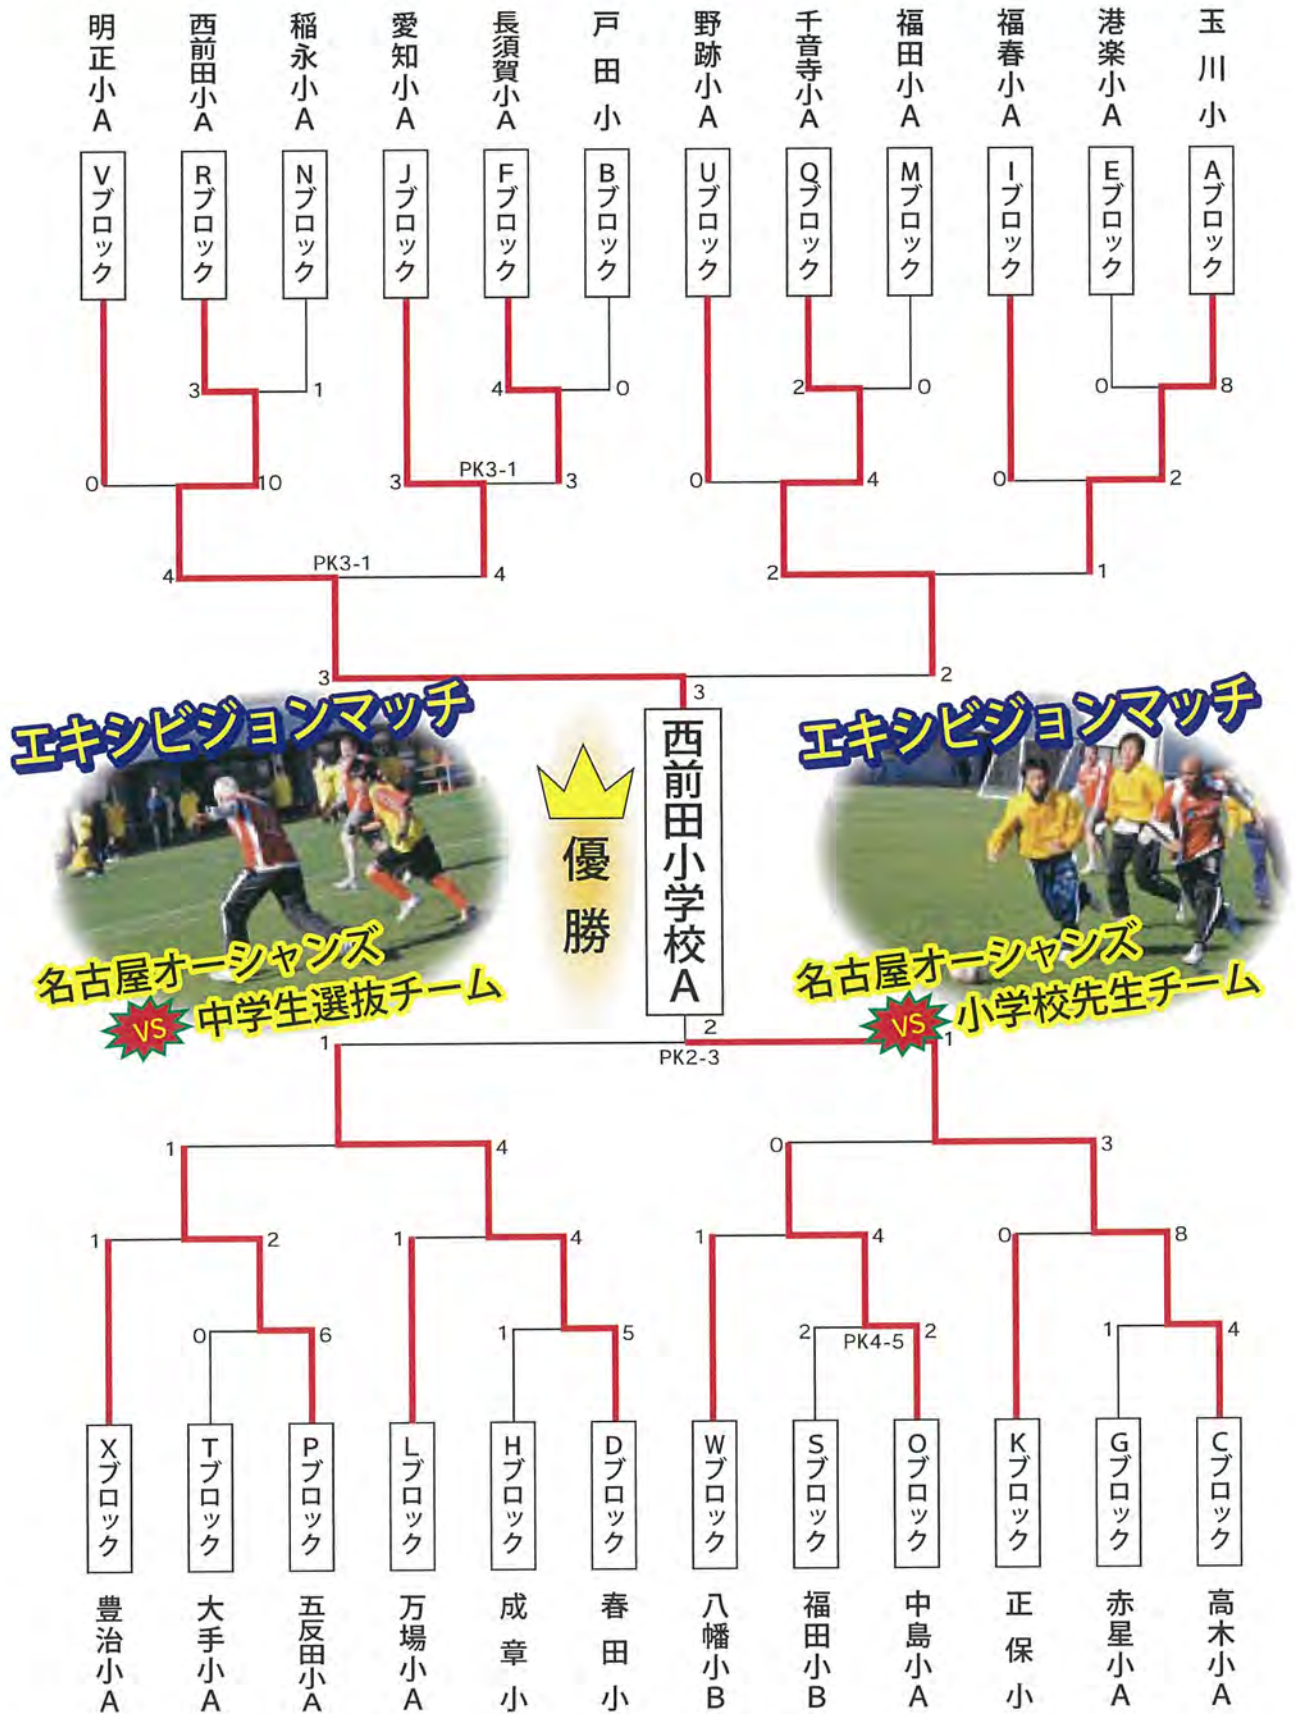 明正小A
西前田小A
稲永小A
愛知小A
長須賀小A
戸田小
野跡小A
千音寺小A
福田小A
福春小A
港楽小A
玉川小
Vブロック
Rブロック
Nブロック
Jブロック
Fブロック
Bブロック
Uブロック
Qブロック
Mブロック
Iブロック
Eブロック
Aブロック
3
1
4
0
2
0
0
8
0
10
3
PK3-1
3
0
4
0
2
4
PK3-1
4
2
1
3
2
3
エキシビジョンマッチ
名古屋オーシャンズ
VS
中学生選抜チーム
優勝
西前田小学校A
エキシビジョンマッチ
名古屋オーシャンズ
VS
小学校先生チーム
2
1
PK2-3
1
1
4
0
3
1
2
1
4
1
4
0
8
0
6
1
5
2
PK4-5
2
1
4
Xブロック
Tブロック
Pブロック
Lブロック
Hブロック
Dブロック
Wブロック
Sブロック
Oブロック
Kブロック
Gブロック
Cブロック
豊治小A
大手小A
五反田小A
万場小A
成章小
春田小
八幡小B
福田小B
中島小A
正保小
赤星小A
高木小A